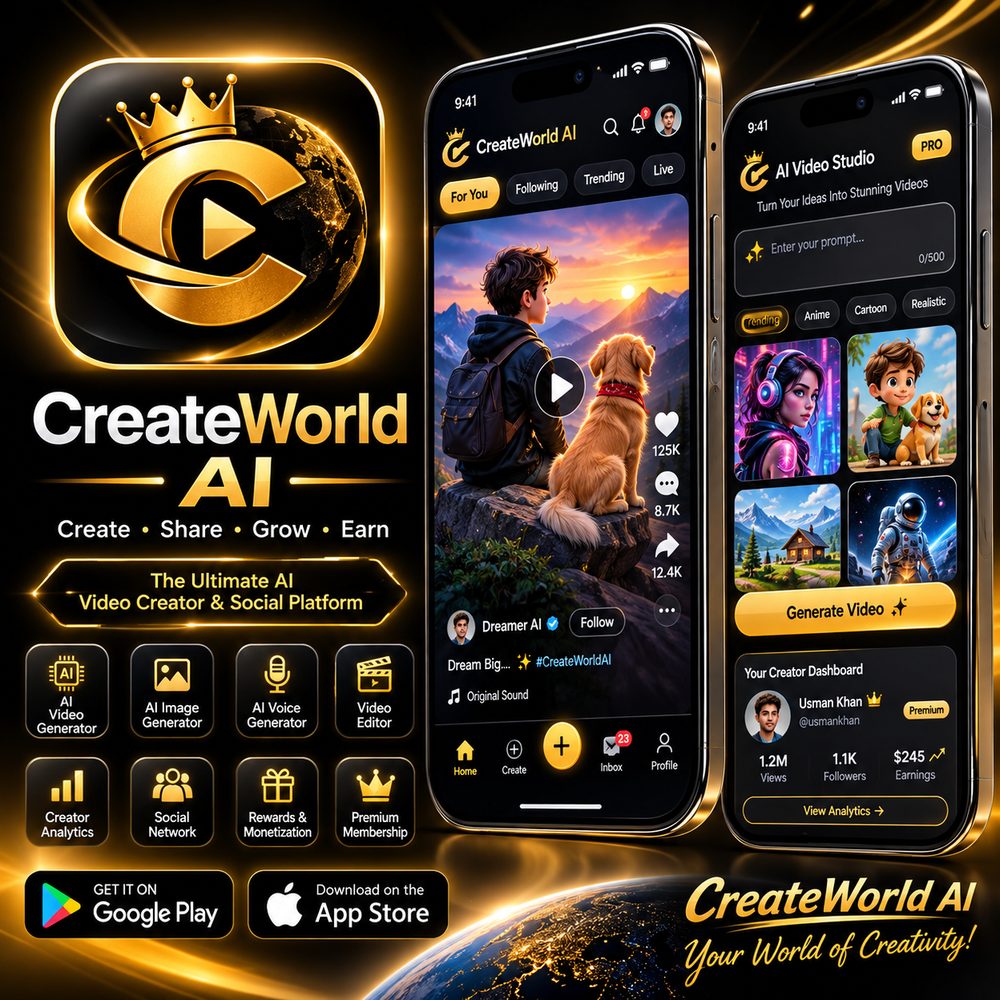 CreateWorld
AI
Create • Share • Grow • Earn
The Ultimate AI
Video Creator & Social Platform
AI
AI
Video
Generator
AI Image
Generator
AI Voice
Generator
Video
Editor
Creator
Analytics
Social
Network
Rewards &
Monetization
Premium
Membership
GET IT ON
Google Play
Download on the
App Store
9:41
CreateWorld AI
1
For You
Following
Trending
Live
125K
8.7K
12.4K
Dreamer AI
Follow
Dream Big... ✨ #CreateWorldAI
Original Sound
Home
Create
23
Inbox
Profile
9:41
AI Video Studio
PRO
Turn Your Ideas Into Stunning Videos
Enter your prompt...
0/500
Trending
Anime
Cartoon
Realistic
Generate Video
Your Creator Dashboard
Usman Khan
@usmankhan
Premium
1.2M
Views
1.1K
Followers
$245
Earnings
View Analytics →
CreateWorld AI
Your World of Creativity!